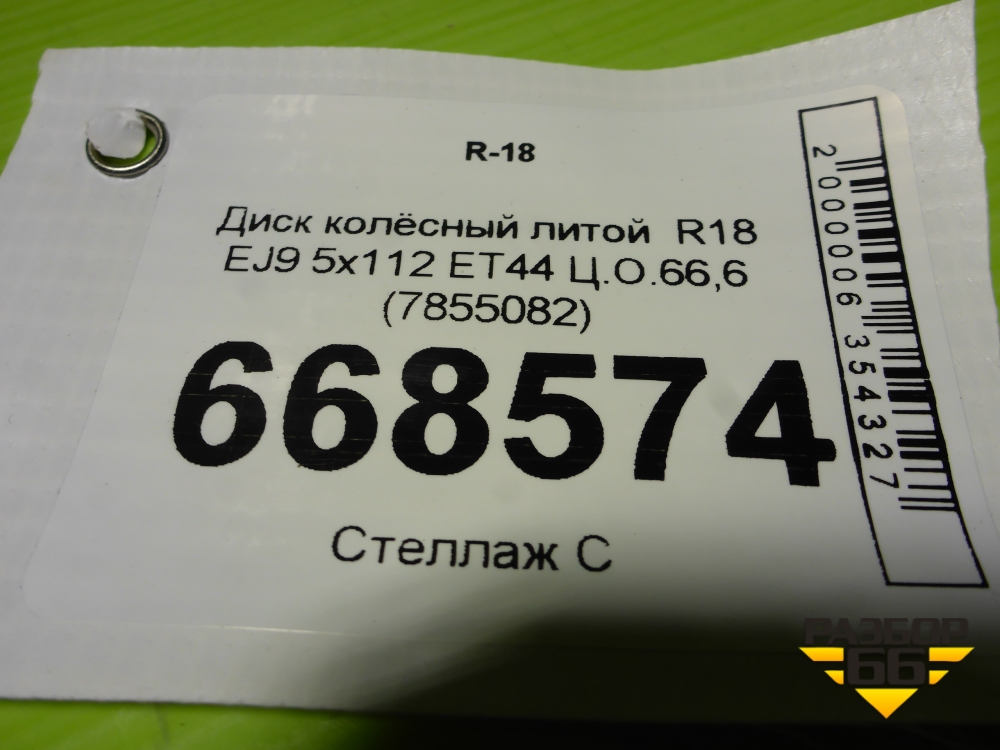 R-18
Диск колёсный литой R18
EJ9 5x112 ET44 Ц.О.66,6
(7855082)
668574
Стеллаж С
2000006354327
РАЗБОР
66